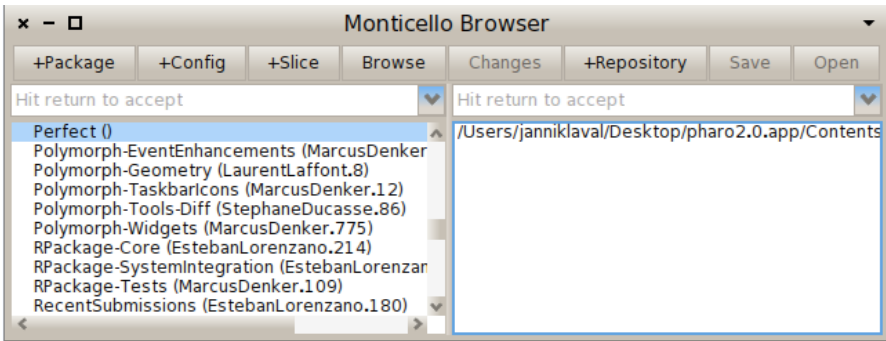 Monticello Browser
+Package +Config +Slice Browse Changes +Repository Save Open
Hit return to accept Hit return to accept
Perfect ()
Polymorph-EventEnhancements (MarcusDenker
Polymorph-Geometry (LaurentLaffont.8)
Polymorph-TaskbarIcons (MarcusDenker.12)
Polymorph-Tools-Diff (StephaneDucasse.86)
Polymorph-Widgets (MarcusDenker.775)
RPackage-Core (EstebanLorenzano.214)
RPackage-SystemIntegration (EstebanLorenzan
RPackage-Tests (MarcusDenker.109)
RecentSubmissions (EstebanLorenzano.180)
/Users/janniklaval/Desktop/pharo2.0.app/Contents